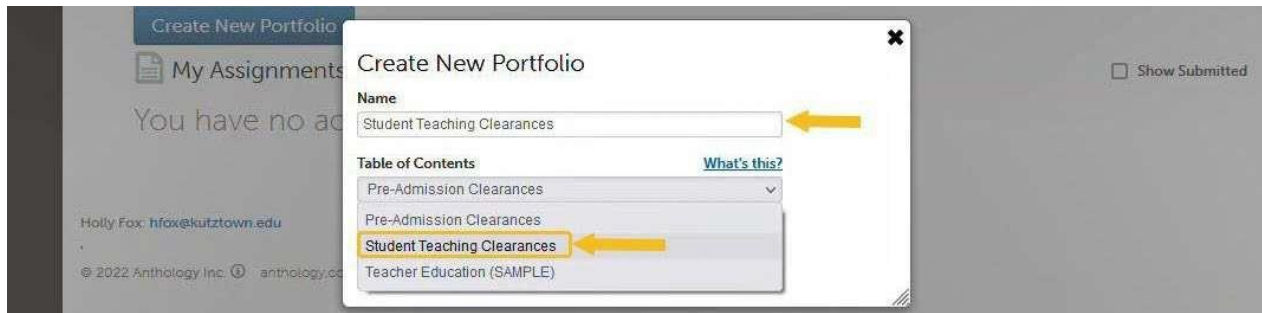 Create New Portfolio
My Assignments
Show Submitted
You have no ac
Create New Portfolio
Name
Student Teaching Clearances
Table of Contents
What's this?
Pre-Admission Clearances
Pre-Admission Clearances
Student Teaching Clearances
Teacher Education (SAMPLE)
Holly Fox: hfox@kutztown.edu
© 2022 Anthology Inc. anthology.co